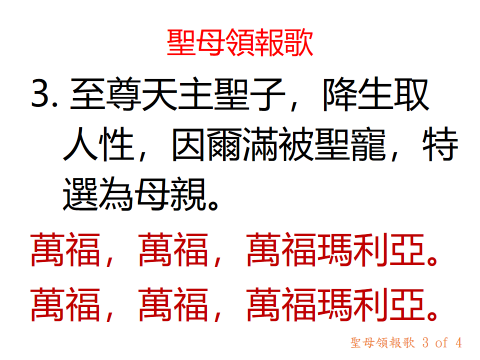 聖母領報歌
3. 至尊天主聖子，降生取
人性，因爾滿被聖寵，特
選為母親。
萬福，萬福，萬福瑪利亞。
萬福，萬福，萬福瑪利亞。
聖母領報歌 3 of 4